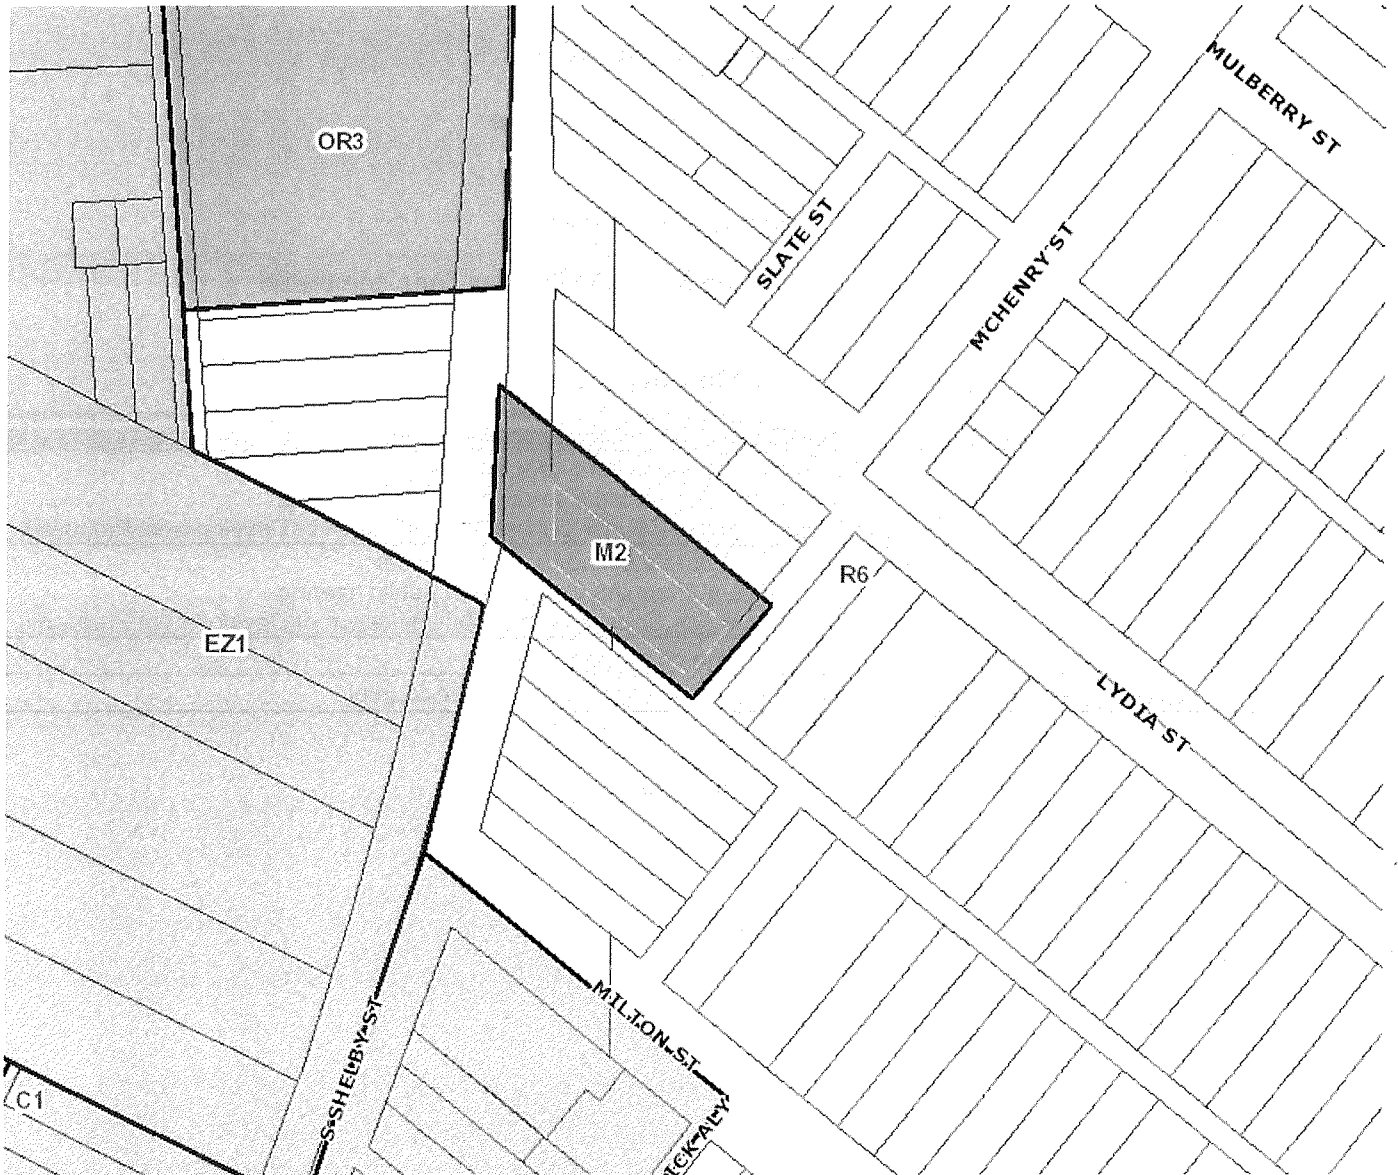 MULBERRY ST
OR3
SLATE ST
MCHENRY ST
M2
R6
EZ1
LYDIA ST
MILTON ST
S SHELBY ST
C1